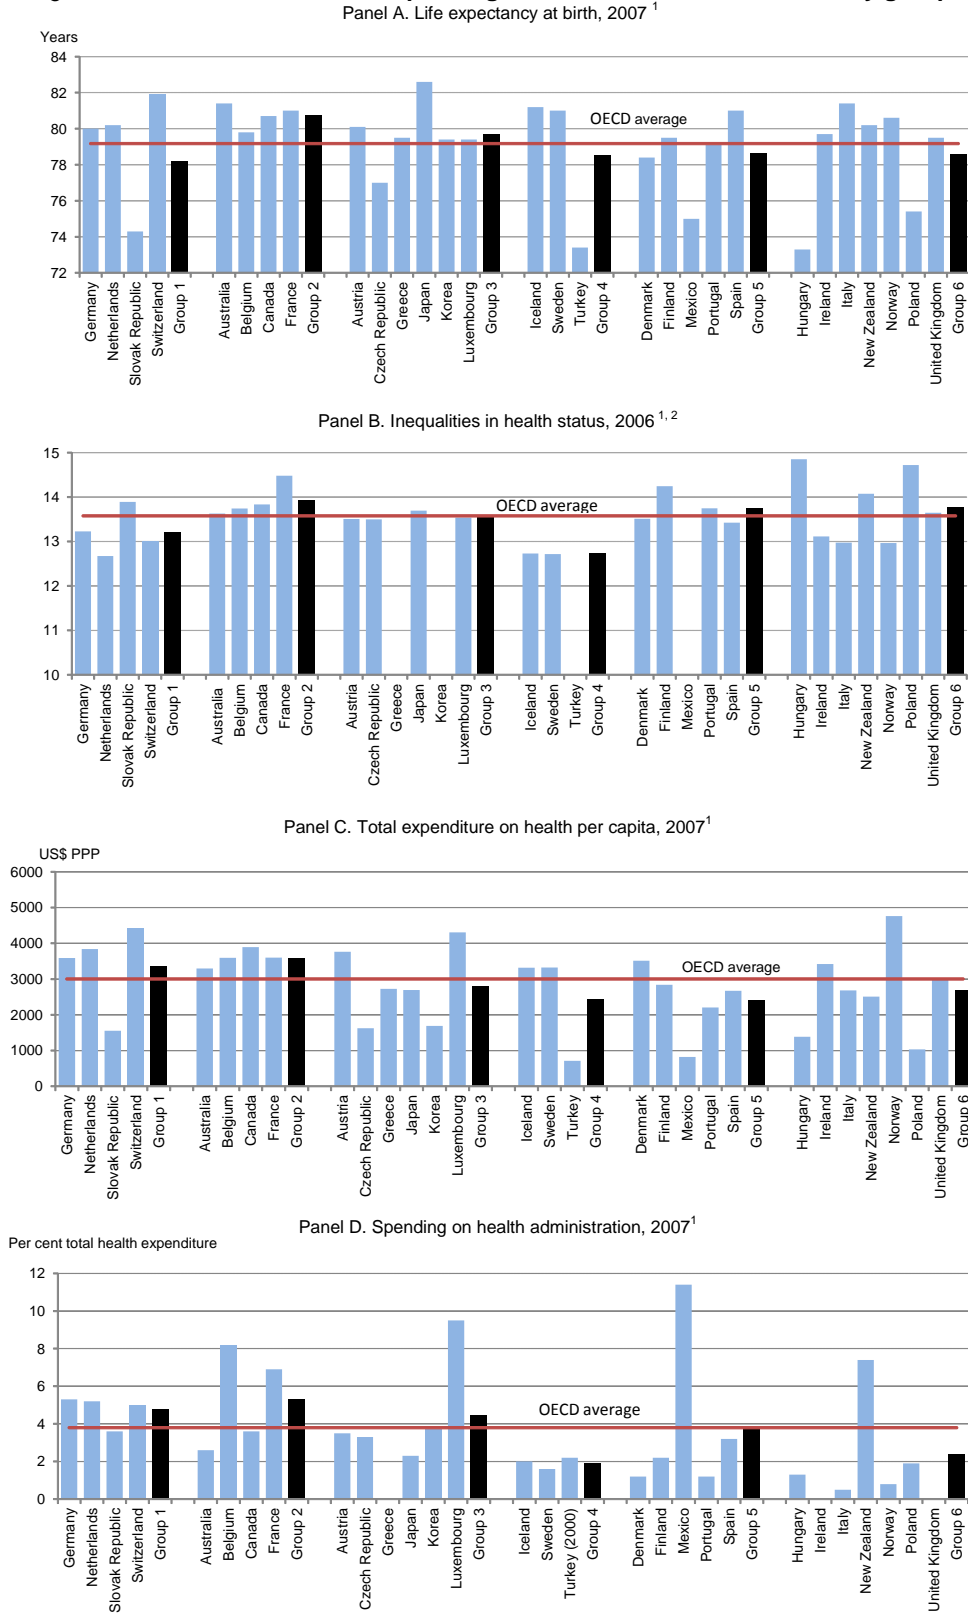 Panel A. Life expectancy at birth, 2007 1
Years
84
82
80
78
76
74
72
OECD average
Germany
Netherlands
Slovak Republic
Switzerland
Group 1
Australia
Belgium
Canada
France
Group 2
Austria
Czech Republic
Greece
Japan
Korea
Luxembourg
Group 3
Iceland
Sweden
Turkey
Group 4
Denmark
Finland
Mexico
Portugal
Spain
Group 5
Hungary
Ireland
Italy
New Zealand
Norway
Poland
United Kingdom
Group 6
Panel B. Inequalities in health status, 2006 1, 2
15
14
13
12
11
10
OECD average
Germany
Netherlands
Slovak Republic
Switzerland
Group 1
Australia
Belgium
Canada
France
Group 2
Austria
Czech Republic
Greece
Japan
Korea
Luxembourg
Group 3
Iceland
Sweden
Turkey
Group 4
Denmark
Finland
Mexico
Portugal
Spain
Group 5
Hungary
Ireland
Italy
New Zealand
Norway
Poland
United Kingdom
Group 6
Panel C. Total expenditure on health per capita, 2007 1
US$ PPP
6000
5000
4000
3000
2000
1000
0
OECD average
Germany
Netherlands
Slovak Republic
Switzerland
Group 1
Australia
Belgium
Canada
France
Group 2
Austria
Czech Republic
Greece
Japan
Korea
Luxembourg
Group 3
Iceland
Sweden
Turkey
Group 4
Denmark
Finland
Mexico
Portugal
Spain
Group 5
Hungary
Ireland
Italy
New Zealand
Norway
Poland
United Kingdom
Group 6
Panel D. Spending on health administration, 2007 1
Per cent total health expenditure
12
10
8
6
4
2
0
OECD average
Germany
Netherlands
Slovak Republic
Switzerland
Group 1
Australia
Belgium
Canada
France
Group 2
Austria
Czech Republic
Greece
Japan
Korea
Luxembourg
Group 3
Iceland
Sweden
Turkey (2000)
Group 4
Denmark
Finland
Mexico
Portugal
Spain
Group 5
Hungary
Ireland
Italy
New Zealand
Norway
Poland
United Kingdom
Group 6